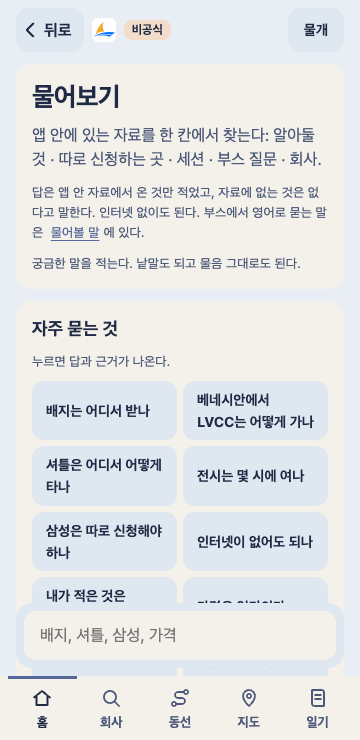 뒤로
비공식
물개
물어보기
앱 안에 있는 자료를 한 칸에서 찾는다: 알아둘
것 · 따로 신청하는 곳 · 세션 · 부스 질문 · 회사.
답은 앱 안 자료에서 온 것만 적었고, 자료에 없는 것은 없
다고 말한다. 인터넷 없이도 된다. 부스에서 영어로 묻는 말
은 물어볼 말 에 있다.
궁금한 말을 적는다. 낱말도 되고 물음 그대로도 된다.
자주 묻는 것
누르면 답과 근거가 나온다.
배지는 어디서 받나
베네시안에서
LVCC는 어떻게 가나
셔틀은 어디서 어떻게
타나
전시는 몇 시에 여나
삼성은 따로 신청해야
하나
인터넷이 없어도 되나
내가 적은 것은
배지, 셔틀, 삼성, 가격
홈
회사
동선
지도
일기